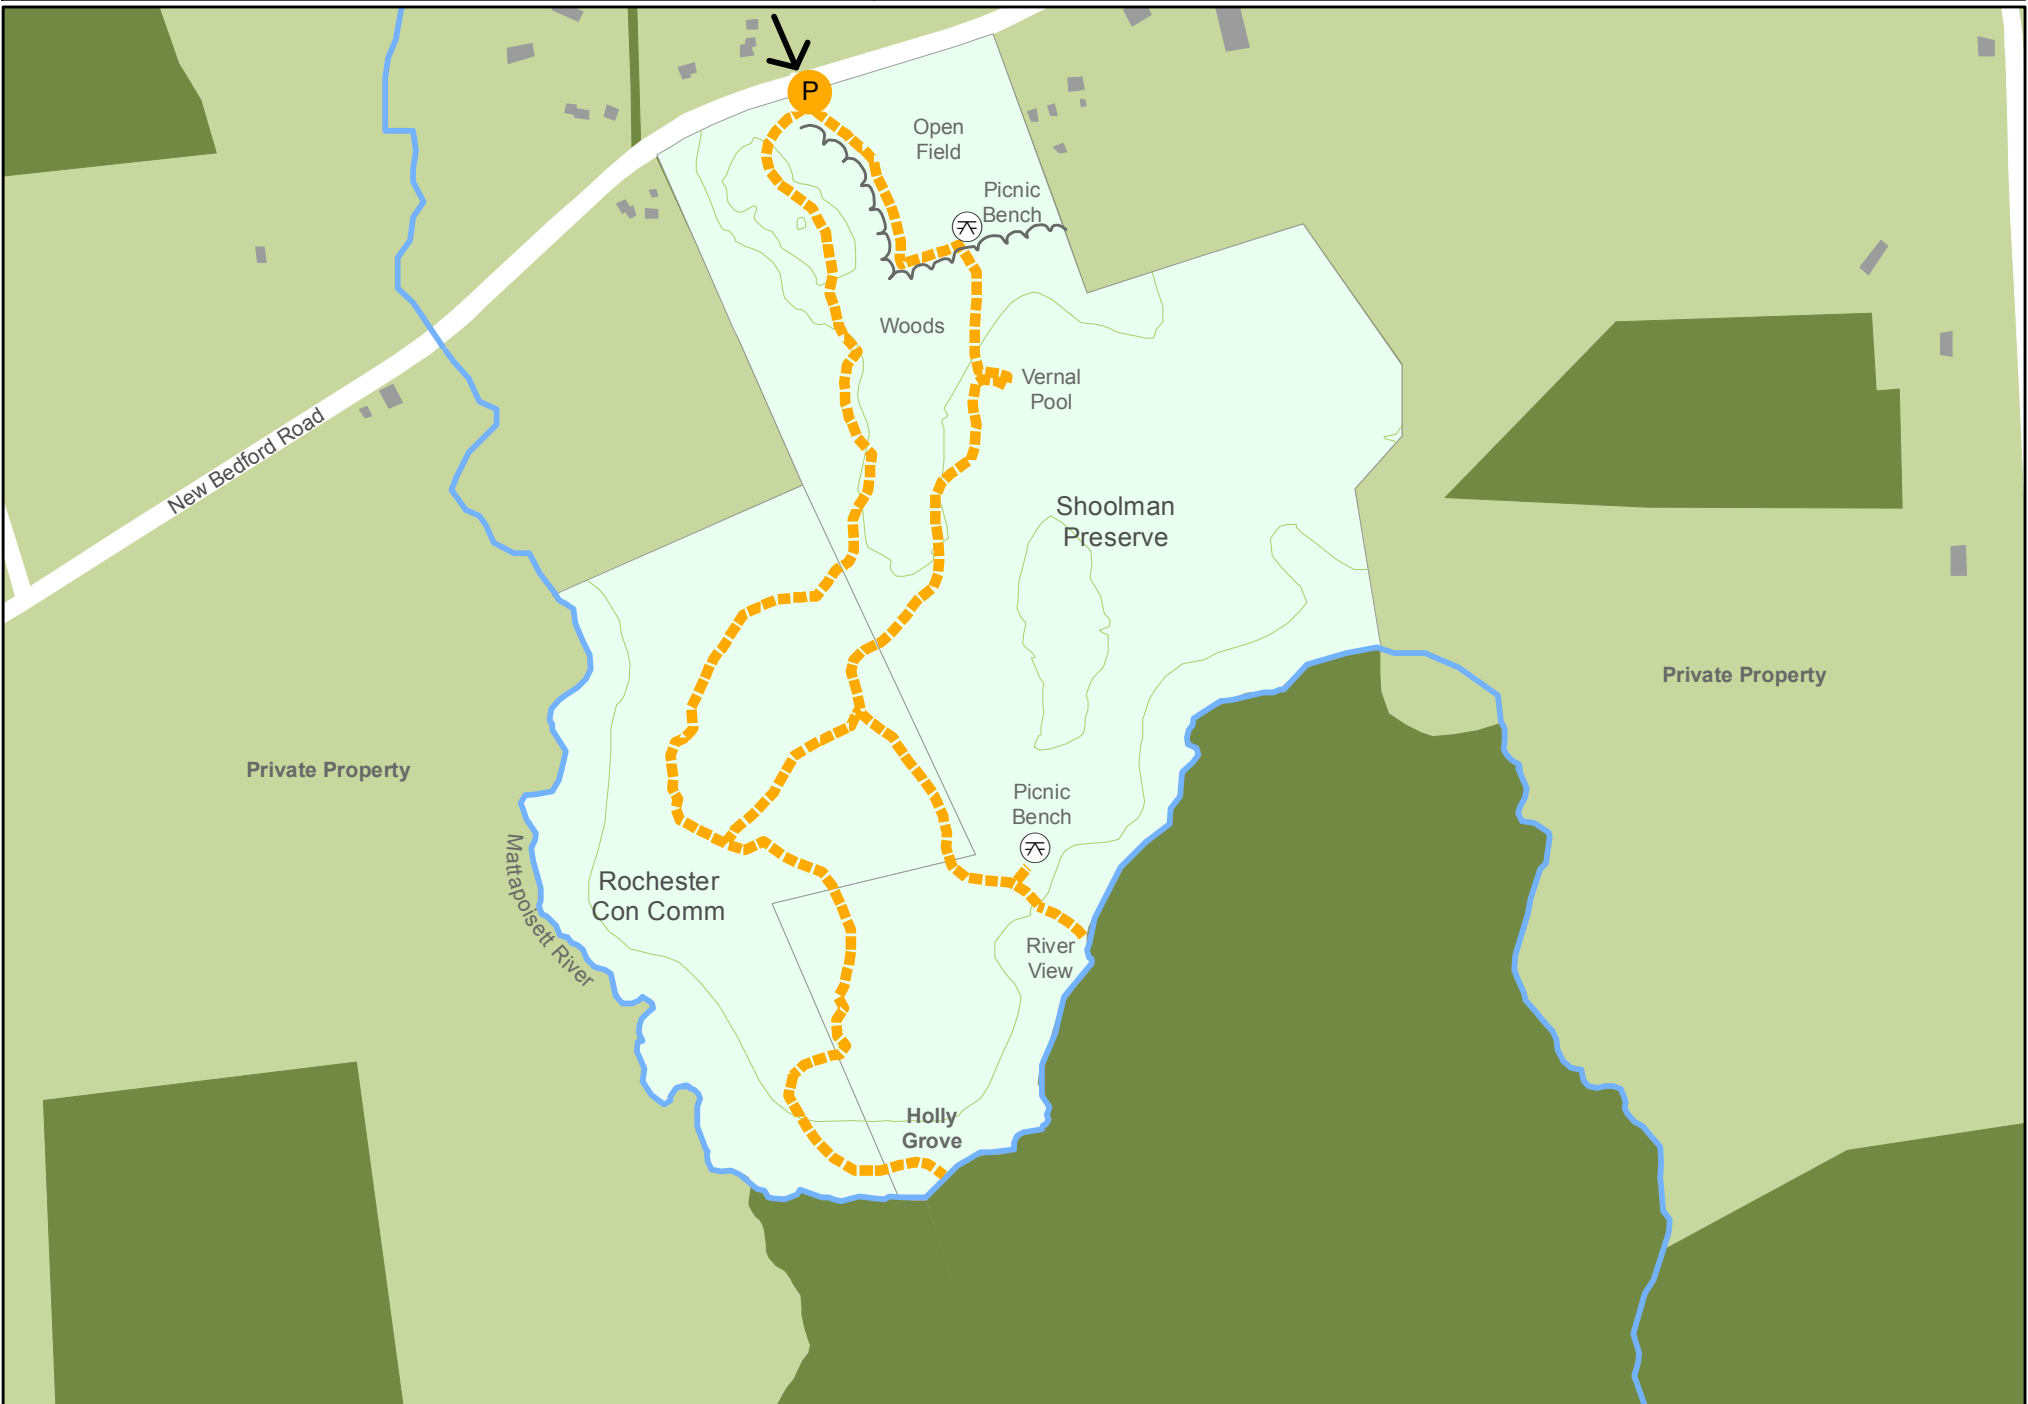 P
Open
Field
Picnic
Bench
Woods
Vernal
Pool
New Bedford Road
Shoolman
Preserve
Private Property
Private Property
Picnic
Bench
Rochester
Con Comm
Mattapoisett River
River
View
Holly
Grove